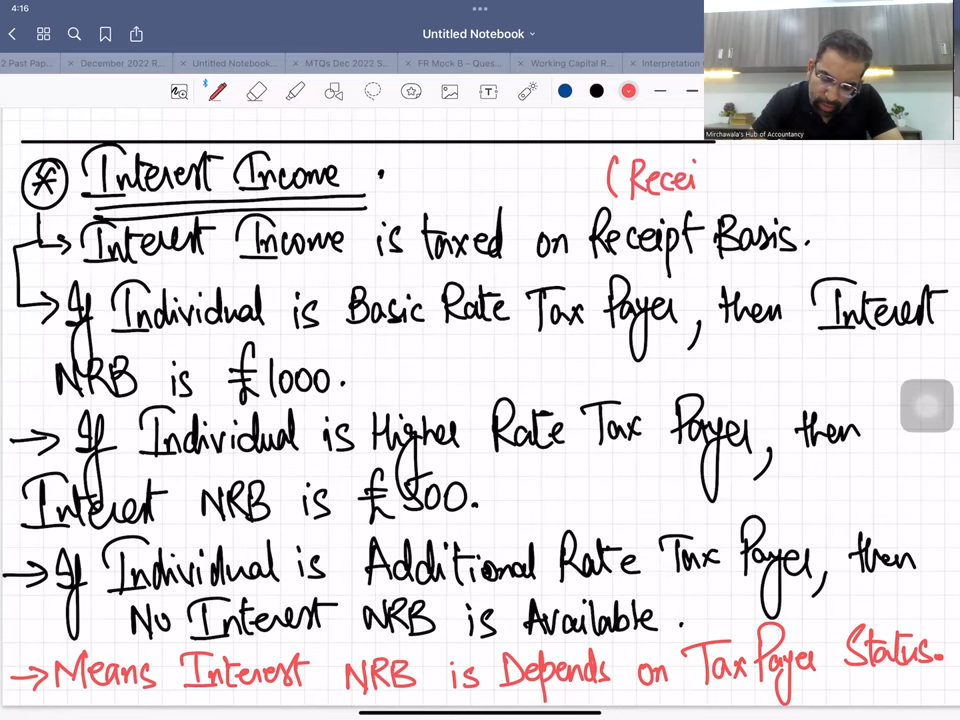 4:16
Untitled Notebook
2 Past Pap...
December 2022 R...
Untitled Notebook...
MTQs Dec 2022 S...
FR Mock B – Ques...
Working Capital R...
Interpretation
Mirchawala's Hub of Accountancy
Interest Income .
(Recei
Interest Income is taxed on Receipt Basis.
If Individual is Basic Rate Tax Payer, then Interest
NRB is £1000.
→ If Individual is Higher Rate Tax Payer, then
Interest NRB is £500.
→ If Individual is Additional Rate Tax Payer, then
No Interest NRB is Available.
→ Means Interest NRB is Depends on Tax Payer Status.